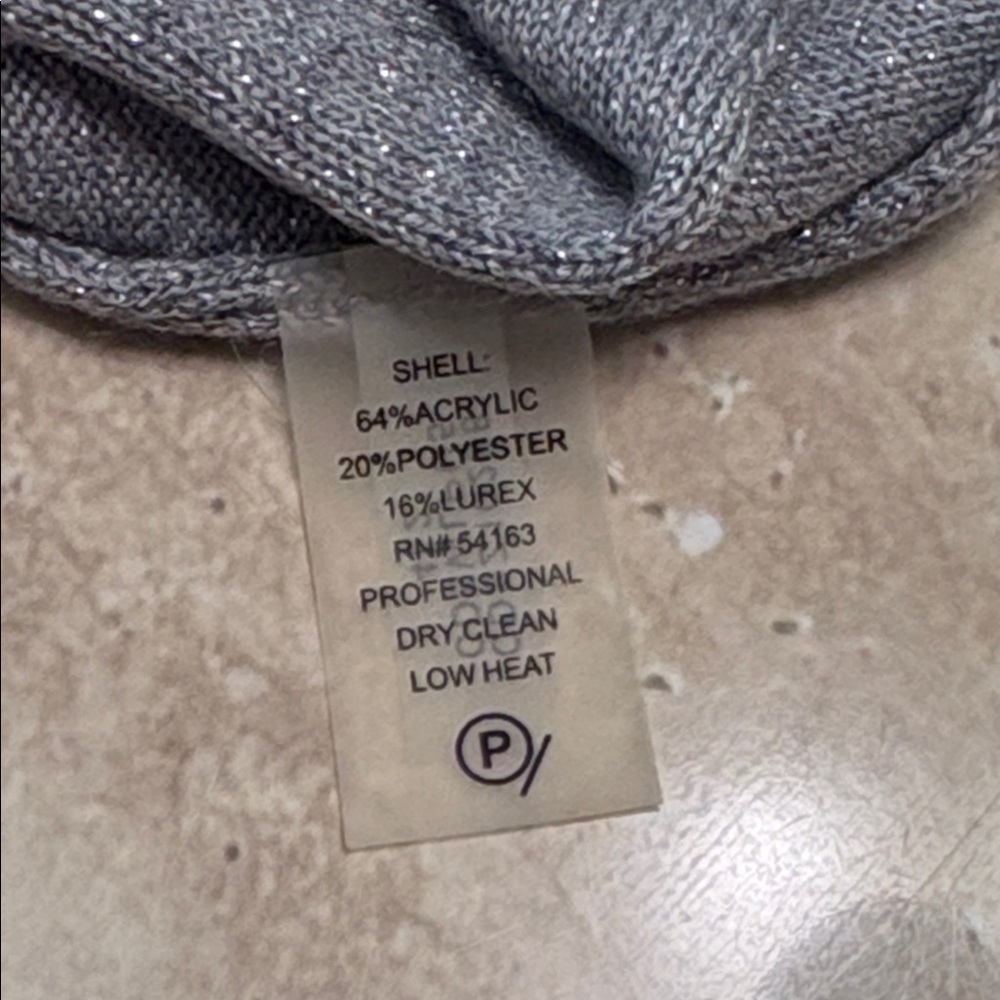 SHELL:
64%ACRYLIC
20%POLYESTER
16%LUREX
RN# 54163
PROFESSIONAL
DRY CLEAN
LOW HEAT
P